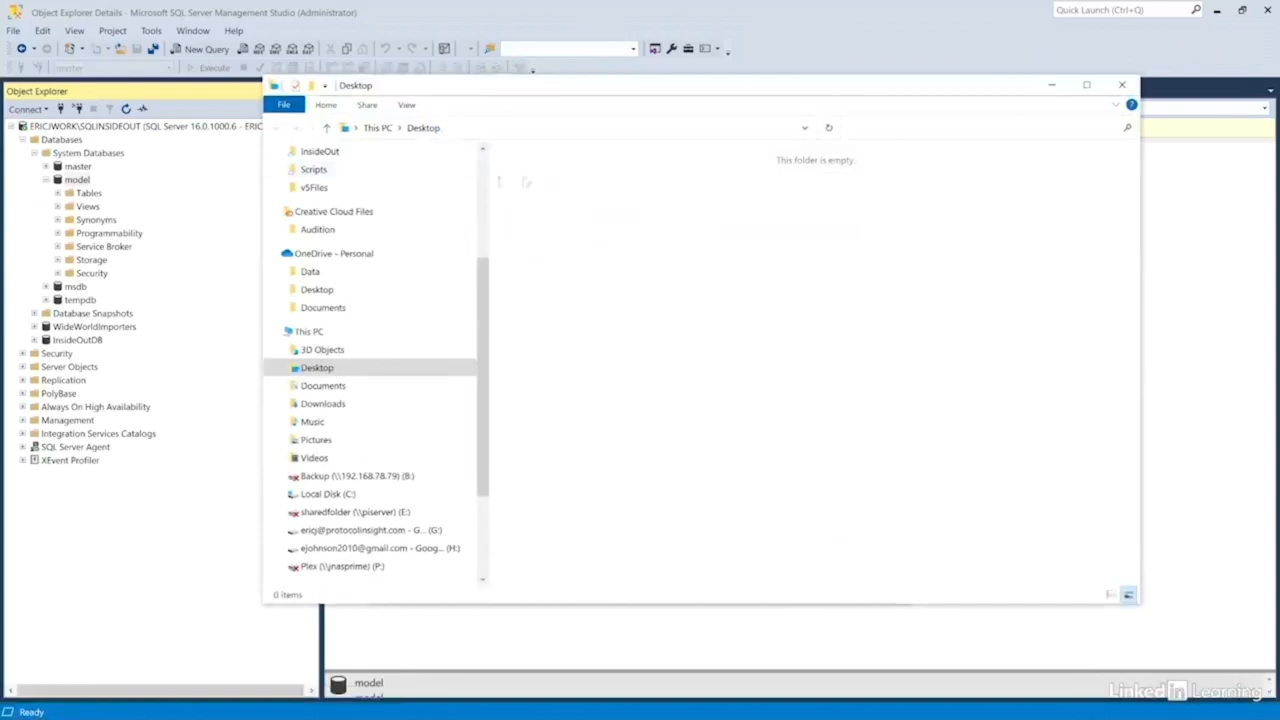 Object Explorer Details - Microsoft SQL Server Management Studio (Administrator)
Quick Launch (Ctrl+Q)
File Edit View Project Tools Window Help
New Query
master
Execute
Object Explorer
Connect
ERICJWORK\SQLINSIDEOUT (SQL Server 16.0.1000.6 - ERIC
Databases
System Databases
master
model
Tables
Views
Synonyms
Programmability
Service Broker
Storage
Security
msdb
tempdb
Database Snapshots
WideWorldImporters
InsideOutDB
Security
Server Objects
Replication
PolyBase
Always On High Availability
Management
Integration Services Catalogs
SQL Server Agent
XEvent Profiler
Desktop
File Home Share View
This PC > Desktop
InsideOut
Scripts
v5Files
Creative Cloud Files
Audition
OneDrive - Personal
Data
Desktop
Documents
This PC
3D Objects
Desktop
Documents
Downloads
Music
Pictures
Videos
Backup (\\192.168.78.79) (B:)
Local Disk (C:)
sharedfolder (\\piserver) (E:)
ericj@protocolinsight.com - G... (G:)
ejohnson2010@gmail.com - Goog... (H:)
Plex (\\jnasprime) (P:)
This folder is empty.
0 items
model
Linked in Learning
Ready